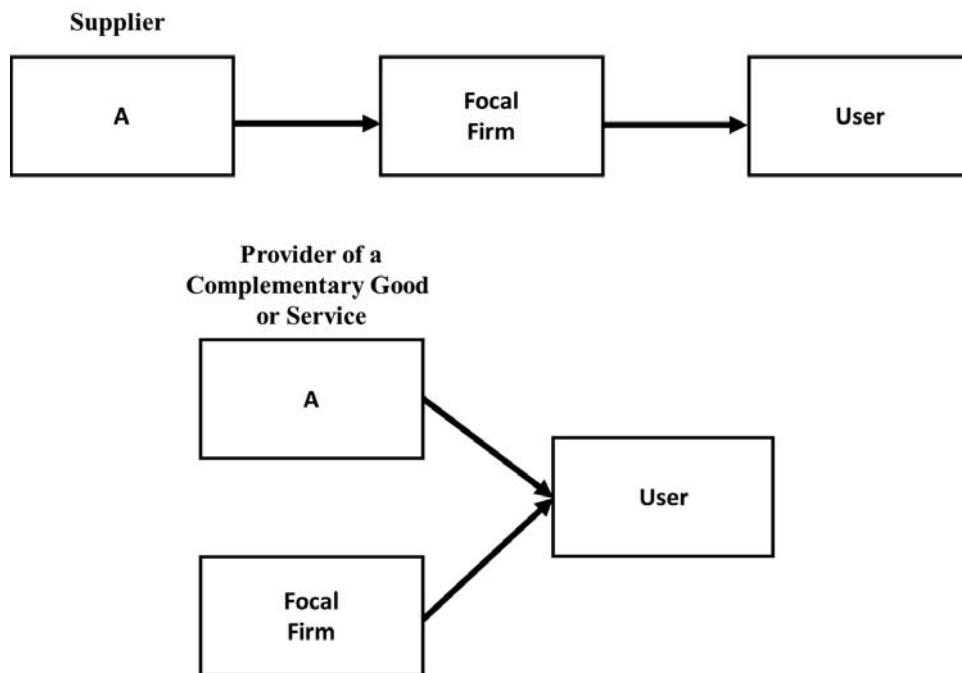 Supplier
A
Focal
Firm
User
Provider of a
Complementary Good
or Service
A
User
Focal
Firm